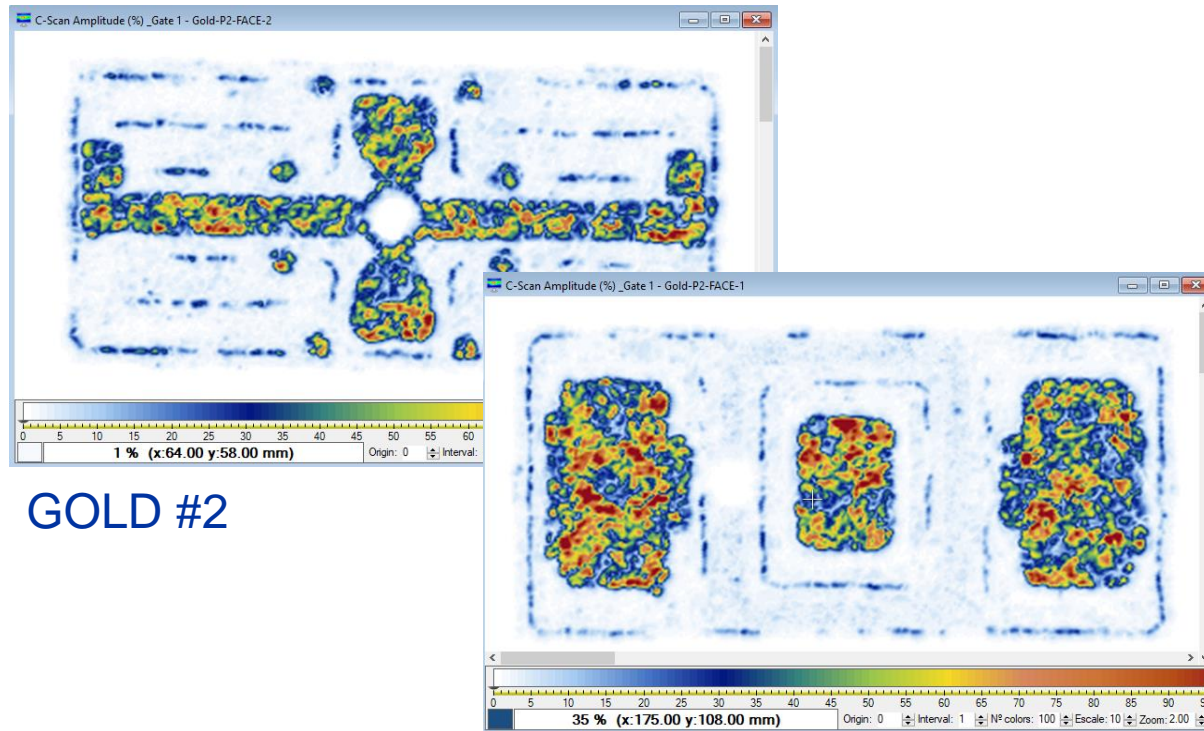 C-Scan Amplitude (%) _Gate 1 - Gold-P2-FACE-2
0 5 10 15 20 25 30 35 40 45 50 55 60
1 % (x:64.00 y:58.00 mm) Origin: 0 Interval:
GOLD #2
C-Scan Amplitude (%) _Gate 1 - Gold-P2-FACE-1
0 5 10 15 20 25 30 35 40 45 50 55 60 65 70 75 80 85 90
35 % (x:175.00 y:108.00 mm) Origin: 0 Interval: 1 Nº colors: 100 Escale: 10 Zoom: 2.00